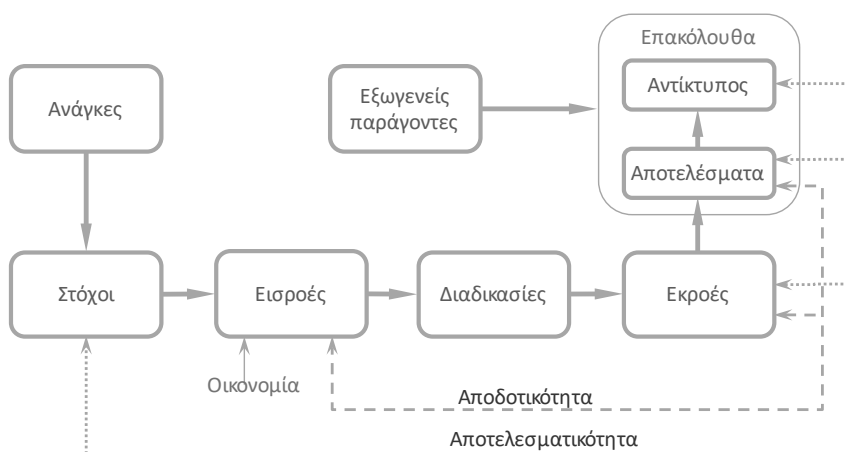 Επακόλουθα
Αντίκτυπος
Ανάγκες
Εξωγενείς
παράγοντες
Αποτελέσματα
Στόχοι
Εισροές
Διαδικασίες
Εκροές
Οικονομία
Αποδοτικότητα
Αποτελεσματικότητα